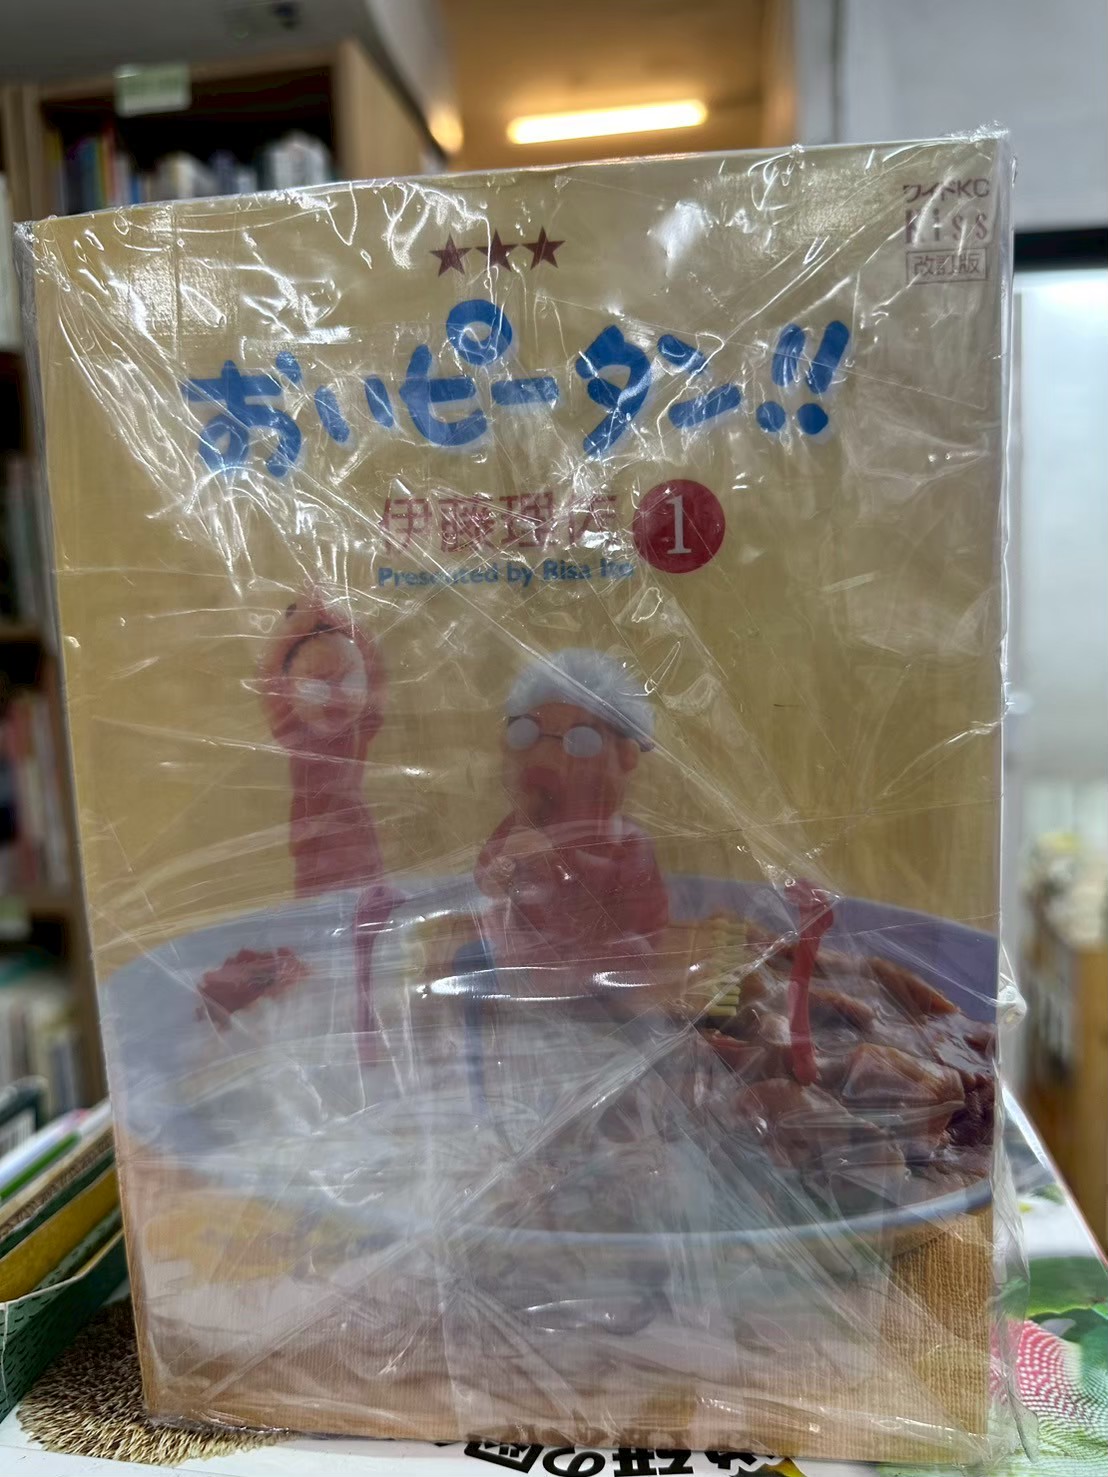 ワイドKC
Kiss
改訂版
★★★
おいピータン!!
伊藤理佐 1
Presented by Risa Ito